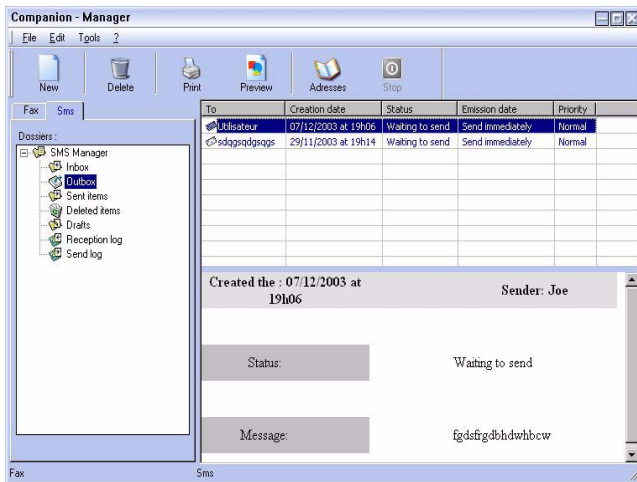 Companion - Manager
File Edit Tools ?
New Delete Print Preview Adresses Stop
Fax Sms
Dossiers :
SMS Manager
Inbox
Outbox
Sent items
Deleted items
Drafts
Reception log
Send log
To Creation date Status Emission date Priority
Utilisateur 07/12/2003 at 19h06 Waiting to send Send immediately Normal
sdqgsqdgsqgs 29/11/2003 at 19h14 Waiting to send Send immediately Normal
Created the : 07/12/2003 at
19h06
Sender: Joe
Status: Waiting to send
Message: fgdsfrgdbhdwhbcw
Fax Sms